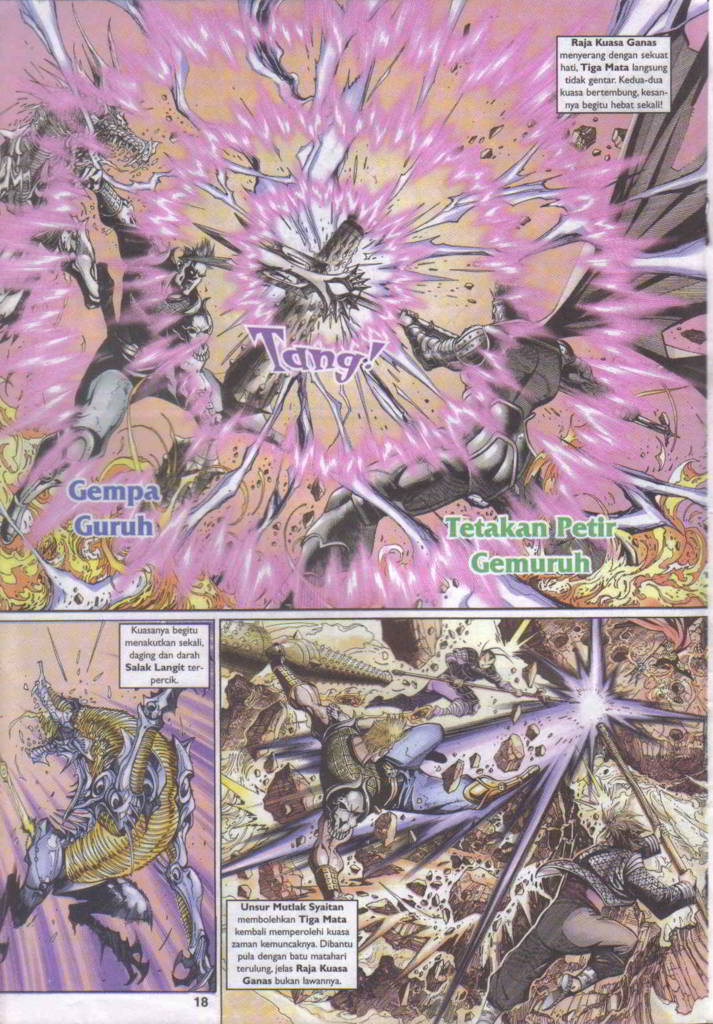 Raja Kuasa Ganas
menyerang dengan sekuat
hati, Tiga Mata langsung
tidak gentar. Kedua-dua
kuasa bertembung, kesan-
nya begitu hebat sekali!
Tang!
Gempa
Guruh
Tetakan Petir
Gemuruh
Kuasanya begitu
menakutkan sekali,
daging dan darah
Salak Langit ter-
percik.
Unsur Mutlak Syaitan
membolehkan Tiga Mata
kembali memperolehi kuasa
zaman kemuncaknya. Dibantu
pula dengan batu matahari
terulung, jelas Raja Kuasa
Ganas bukan lawannya.
18